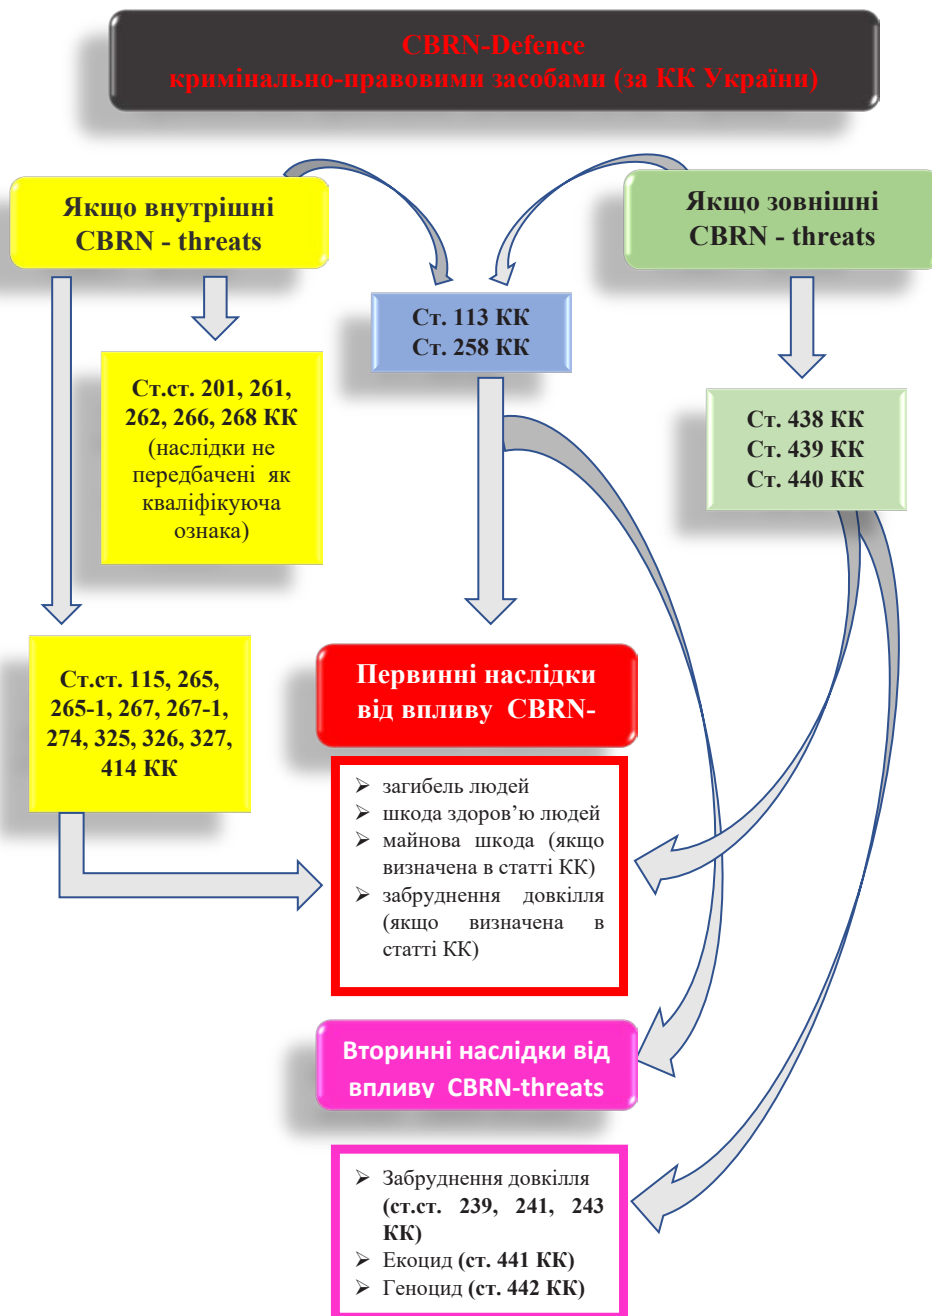 CBRN-Defence
кримінально-правовими засобами (за КК України)
Якщо внутрішні
CBRN - threats
Якщо зовнішні
CBRN - threats
Ст. 113 КК
Ст. 258 КК
Ст.ст. 201, 261,
262, 266, 268 КК
(наслідки не
передбачені як
кваліфікуюча
ознака)
Ст. 438 КК
Ст. 439 КК
Ст. 440 КК
Ст.ст. 115, 265,
265-1, 267, 267-1,
274, 325, 326, 327,
414 КК
Первинні наслідки
від впливу CBRN-
➢ загибель людей
➢ шкода здоров’ю людей
➢ майнова шкода (якщо
визначена в статті КК)
➢ забруднення довкілля
(якщо визначена в
статті КК)
Вторинні наслідки від
впливу CBRN-threats
➢ Забруднення довкілля
(ст.ст. 239, 241, 243
КК)
➢ Екоцид (ст. 441 КК)
➢ Геноцид (ст. 442 КК)